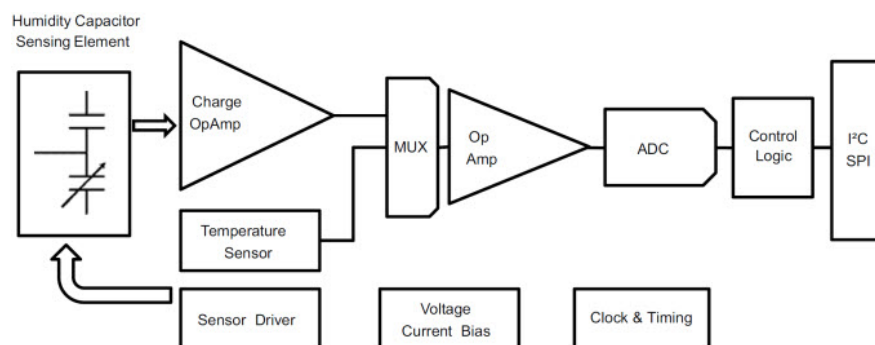 Humidity Capacitor
Sensing Element
Charge
OpAmp
MUX
Op
Amp
ADC
Control
Logic
I²C
SPI
Temperature
Sensor
Sensor Driver
Voltage
Current Bias
Clock & Timing